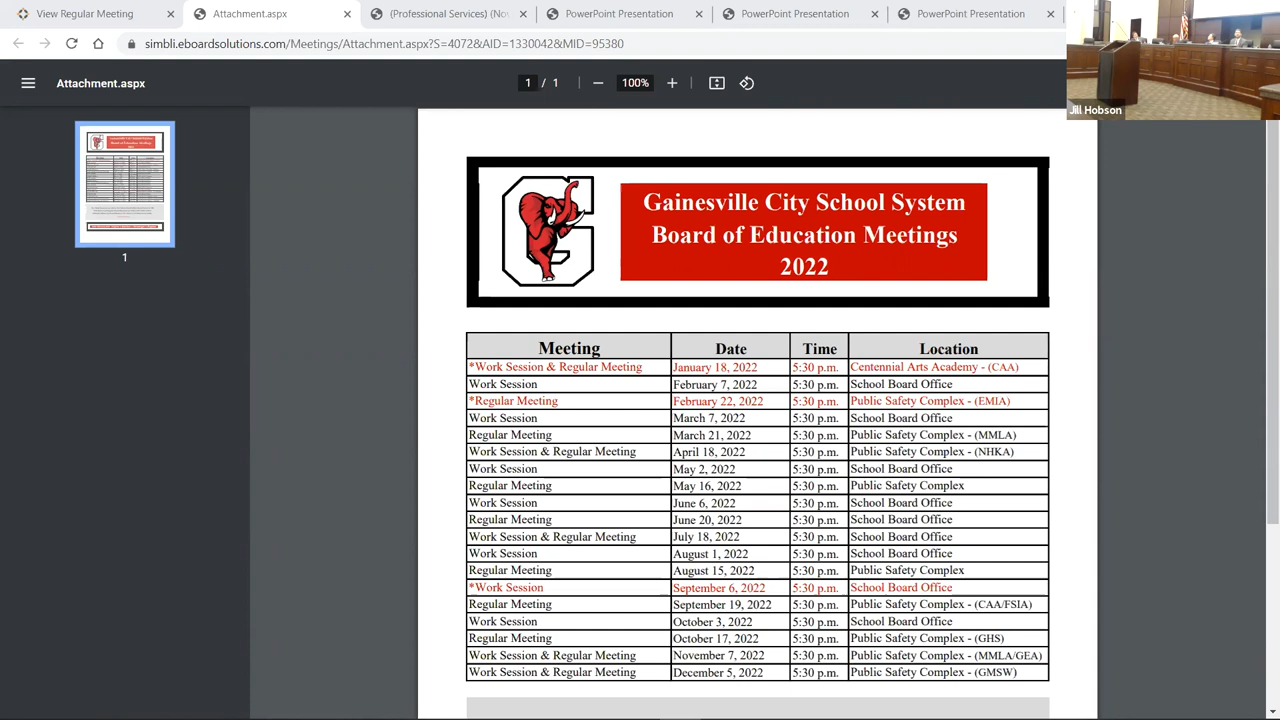 View Regular Meeting
Attachment.aspx
(Professional Services) (Nov
PowerPoint Presentation
PowerPoint Presentation
PowerPoint Presentation
simbli.eboardsolutions.com/Meetings/Attachment.aspx?S=4072&AID=1330042&MID=95380
Attachment.aspx
1 / 1
100%
Jill Hobson
1
Gainesville City School System
Board of Education Meetings
2022
Meeting Date Time Location
*Work Session & Regular Meeting January 18, 2022 5:30 p.m. Centennial Arts Academy - (CAA)
Work Session February 7, 2022 5:30 p.m. School Board Office
*Regular Meeting February 22, 2022 5:30 p.m. Public Safety Complex - (EMIA)
Work Session March 7, 2022 5:30 p.m. School Board Office
Regular Meeting March 21, 2022 5:30 p.m. Public Safety Complex - (MMLA)
Work Session & Regular Meeting April 18, 2022 5:30 p.m. Public Safety Complex - (NHKA)
Work Session May 2, 2022 5:30 p.m. School Board Office
Regular Meeting May 16, 2022 5:30 p.m. Public Safety Complex
Work Session June 6, 2022 5:30 p.m. School Board Office
Regular Meeting June 20, 2022 5:30 p.m. School Board Office
Work Session & Regular Meeting July 18, 2022 5:30 p.m. School Board Office
Work Session August 1, 2022 5:30 p.m. School Board Office
Regular Meeting August 15, 2022 5:30 p.m. Public Safety Complex
*Work Session September 6, 2022 5:30 p.m. School Board Office
Regular Meeting September 19, 2022 5:30 p.m. Public Safety Complex - (CAA/FSIA)
Work Session October 3, 2022 5:30 p.m. School Board Office
Regular Meeting October 17, 2022 5:30 p.m. Public Safety Complex - (GHS)
Work Session & Regular Meeting November 7, 2022 5:30 p.m. Public Safety Complex - (MMLA/GEA)
Work Session & Regular Meeting December 5, 2022 5:30 p.m. Public Safety Complex - (GMSW)